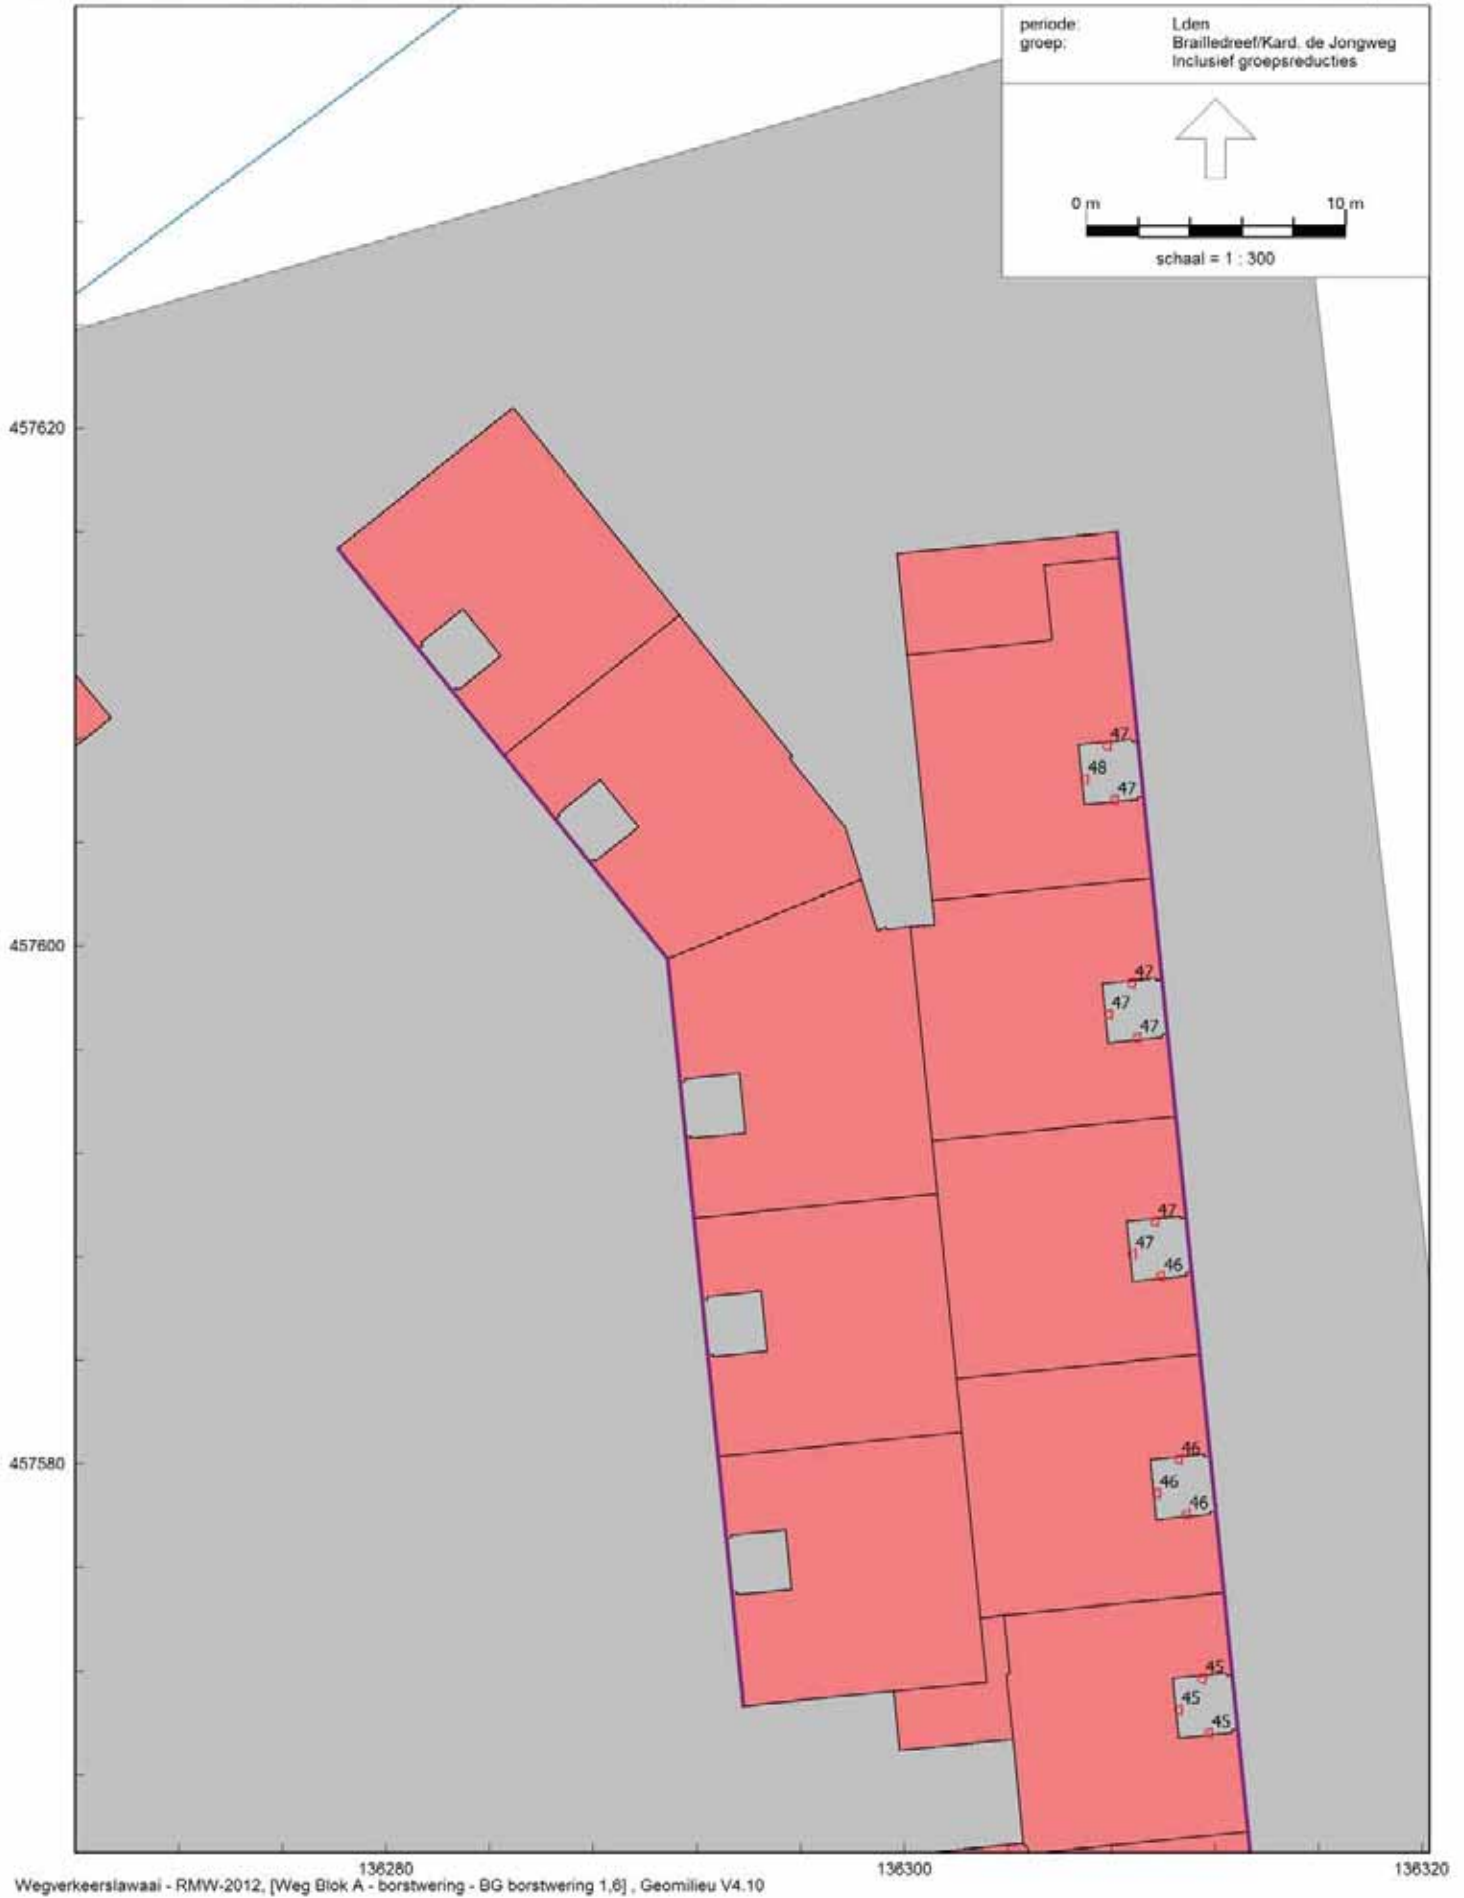 periode: Lden
groep: Brailledreef/Kard. de Jongweg
Inclusief groepsreducties
0 m 10 m
schaal = 1 : 300
457620
47
48
47
457600
47
47
47
47
47
46
457580
46
46
46
45
45
45
136280 136300 136320
Wegverkeerslawaai - RMW-2012, [Weg Blok A - borstwering - BG borstwering 1,6] , Geomilieu V4.10